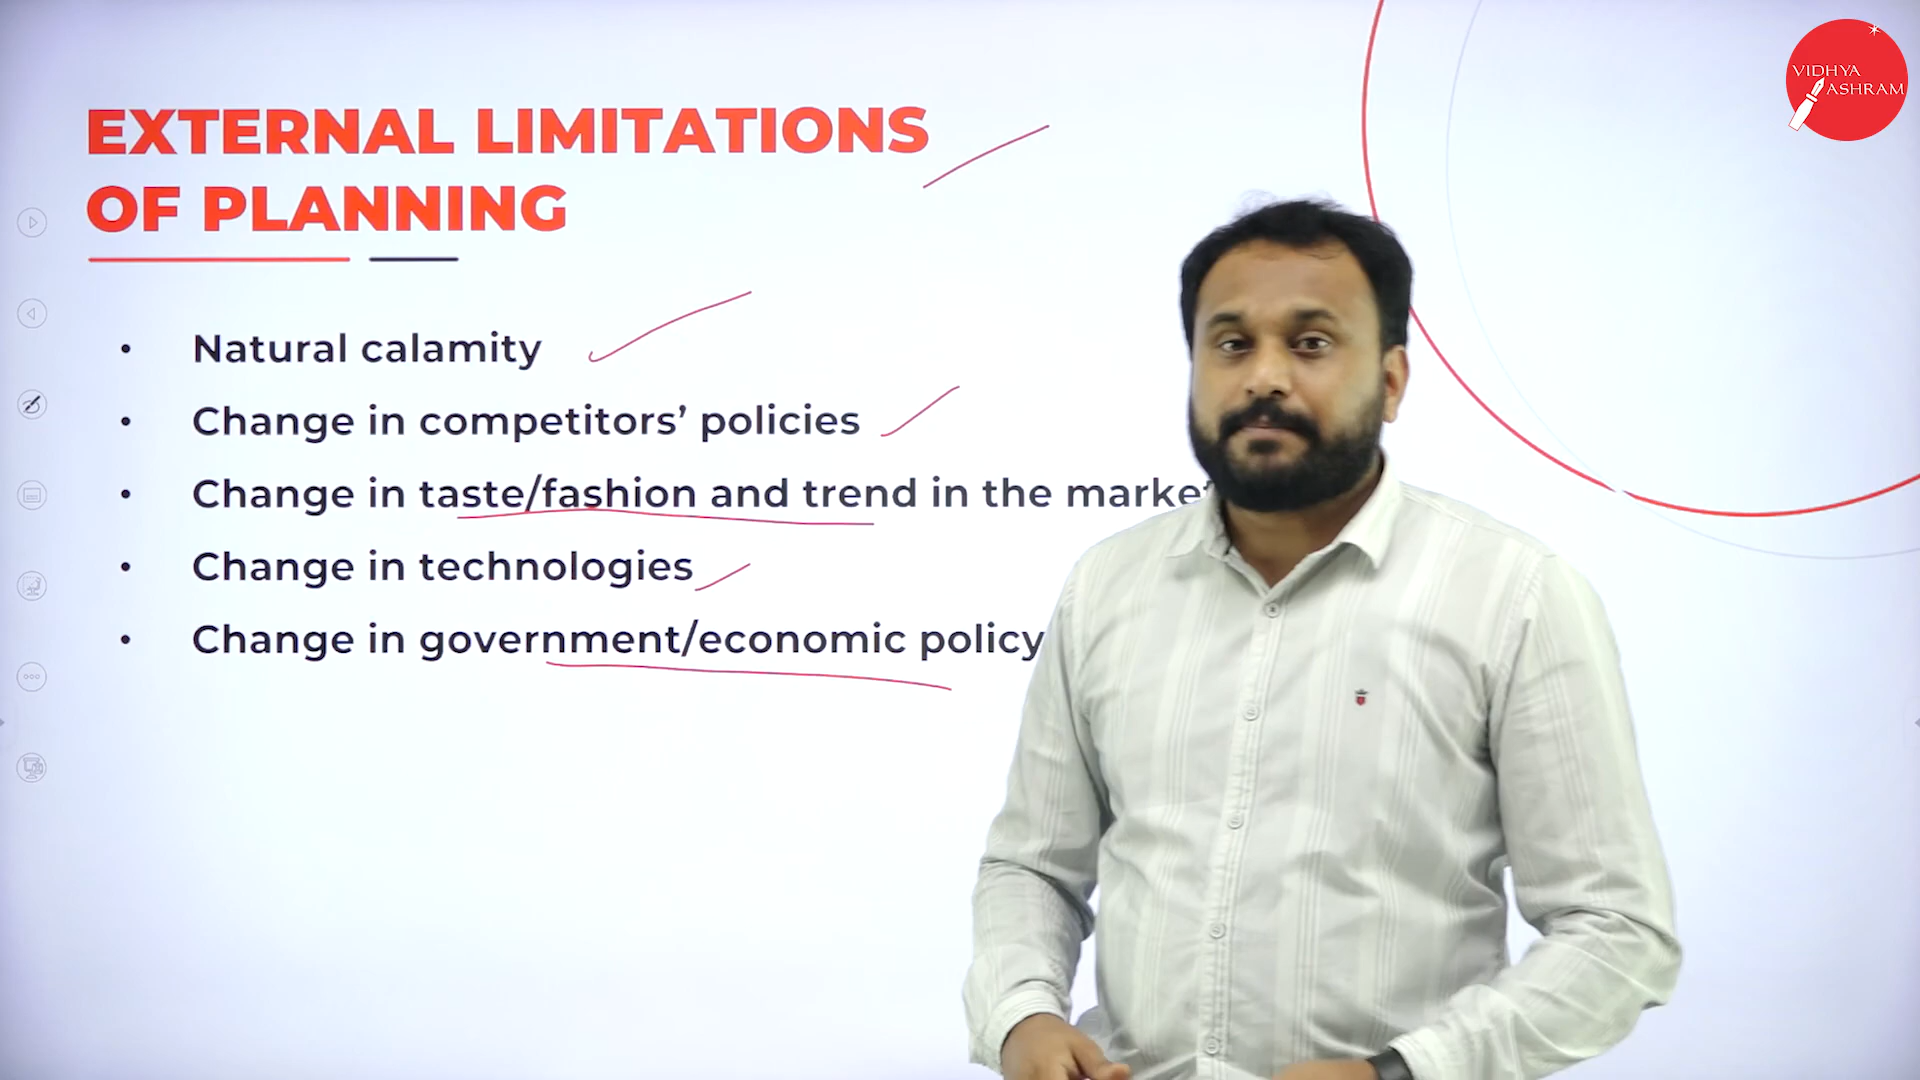 VIDHYA
ASHRAM
EXTERNAL LIMITATIONS
OF PLANNING
• Natural calamity
• Change in competitors’ policies
• Change in taste/fashion and trend in the market
• Change in technologies
• Change in government/economic policy